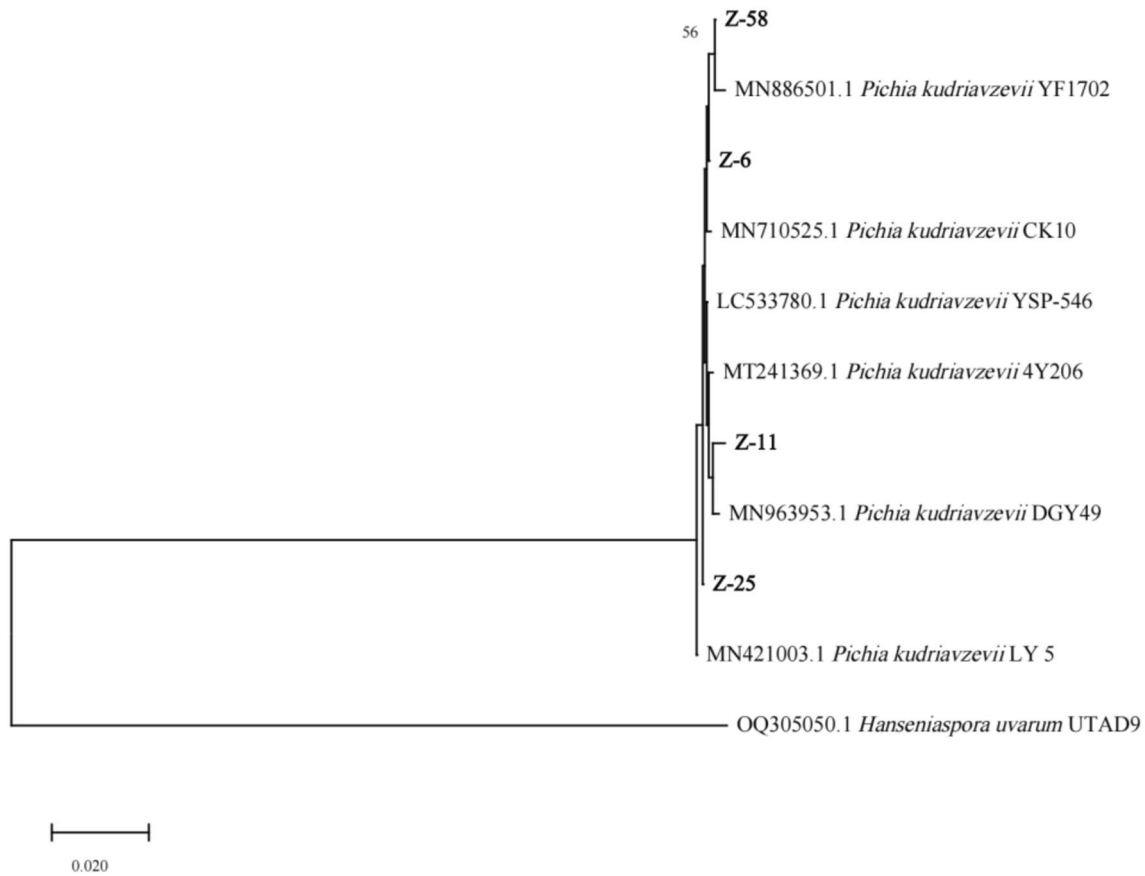 Z-58
56
MN886501.1 Pichia kudriavzevii YF1702
Z-6
MN710525.1 Pichia kudriavzevii CK10
LC533780.1 Pichia kudriavzevii YSP-546
MT241369.1 Pichia kudriavzevii 4Y206
Z-11
MN963953.1 Pichia kudriavzevii DGY49
Z-25
MN421003.1 Pichia kudriavzevii LY 5
OQ305050.1 Hanseniaspora uvarum UTAD9
0.020